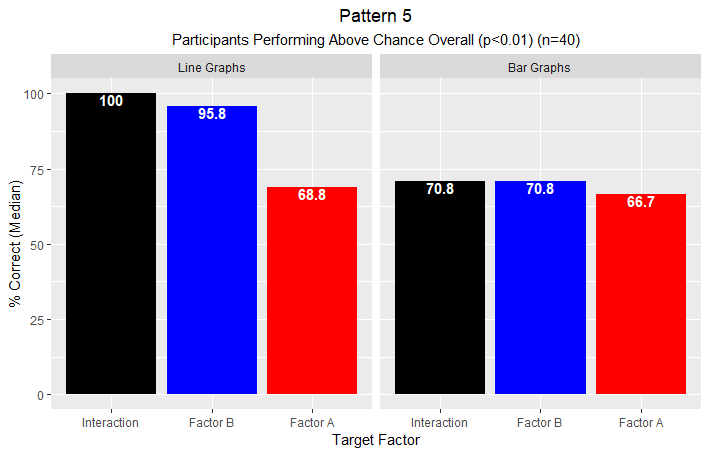 Pattern 5
Participants Performing Above Chance Overall (p<0.01) (n=40)
Line Graphs
Bar Graphs
% Correct (Median)
100
75
50
25
0
100
95.8
68.8
70.8
70.8
66.7
Interaction
Factor B
Factor A
Interaction
Factor B
Factor A
Target Factor